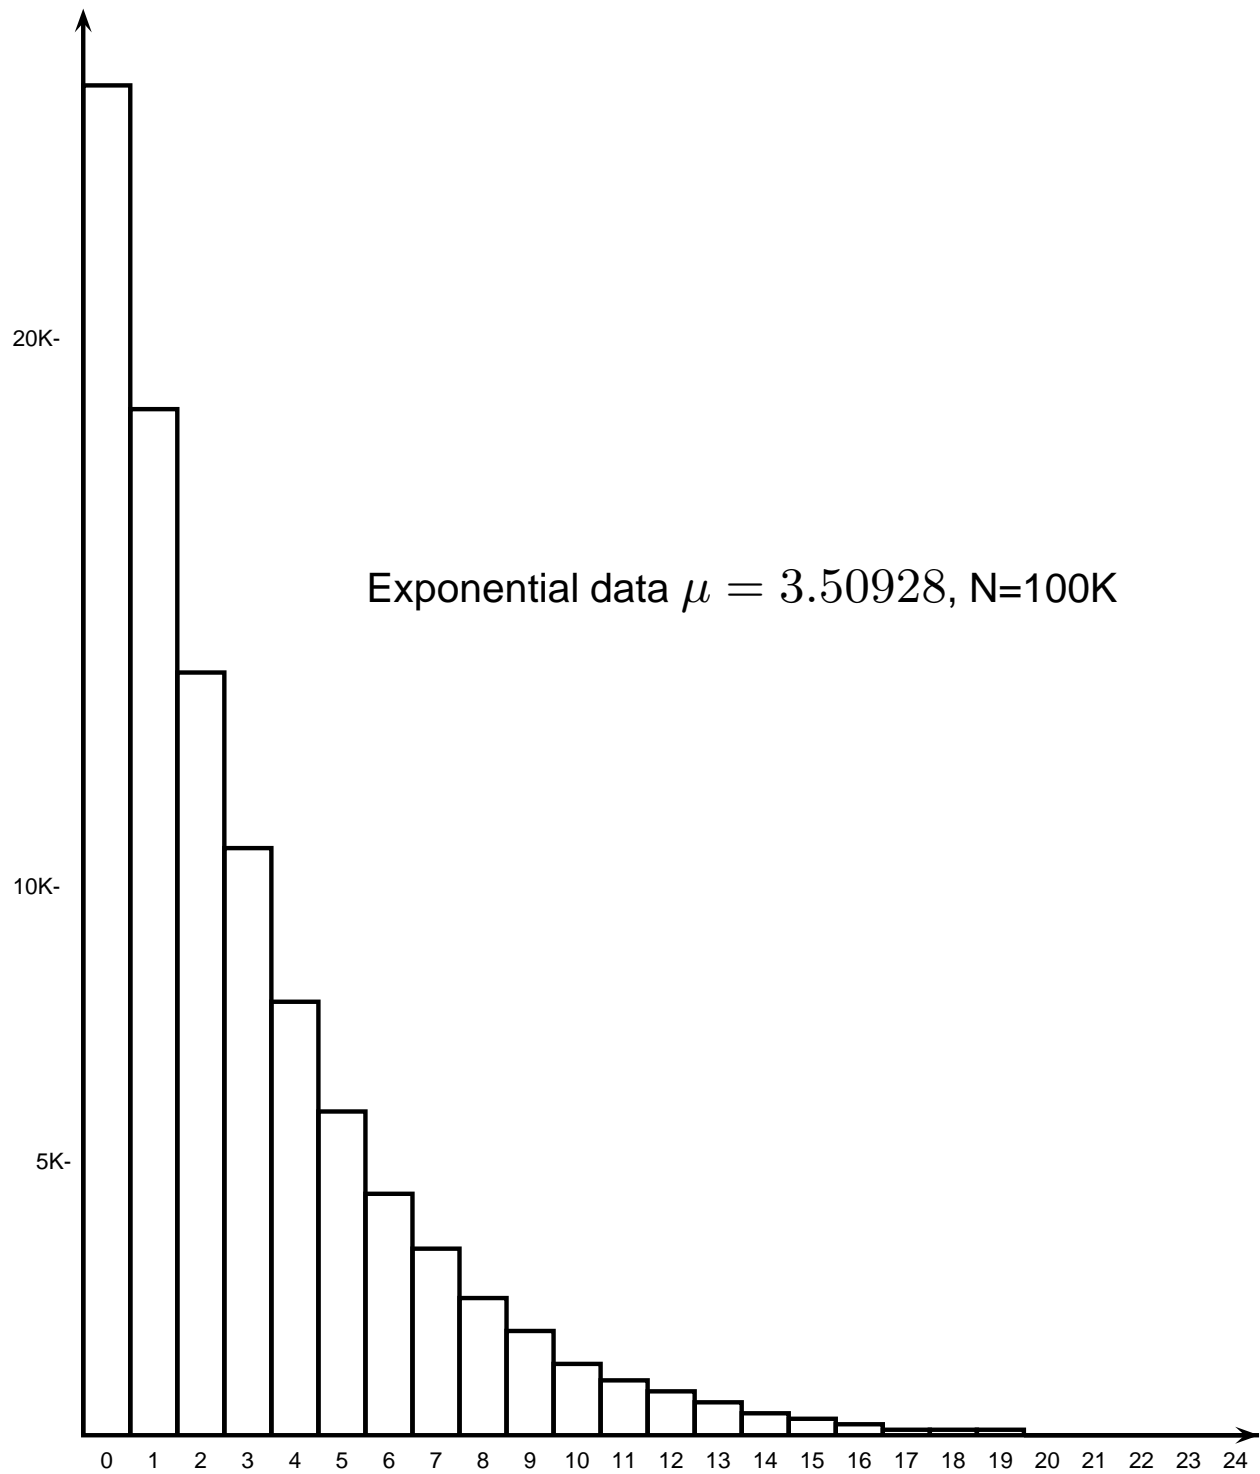 20K-
Exponential data μ = 3.50928, N=100K
10K-
5K-
0 1 2 3 4 5 6 7 8 9 10 11 12 13 14 15 16 17 18 19 20 21 22 23 24